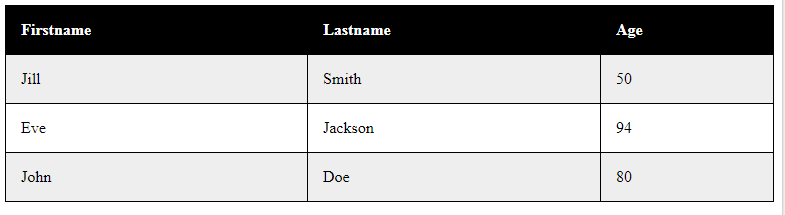 Firstname Lastname Age
Jill Smith 50
Eve Jackson 94
John Doe 80